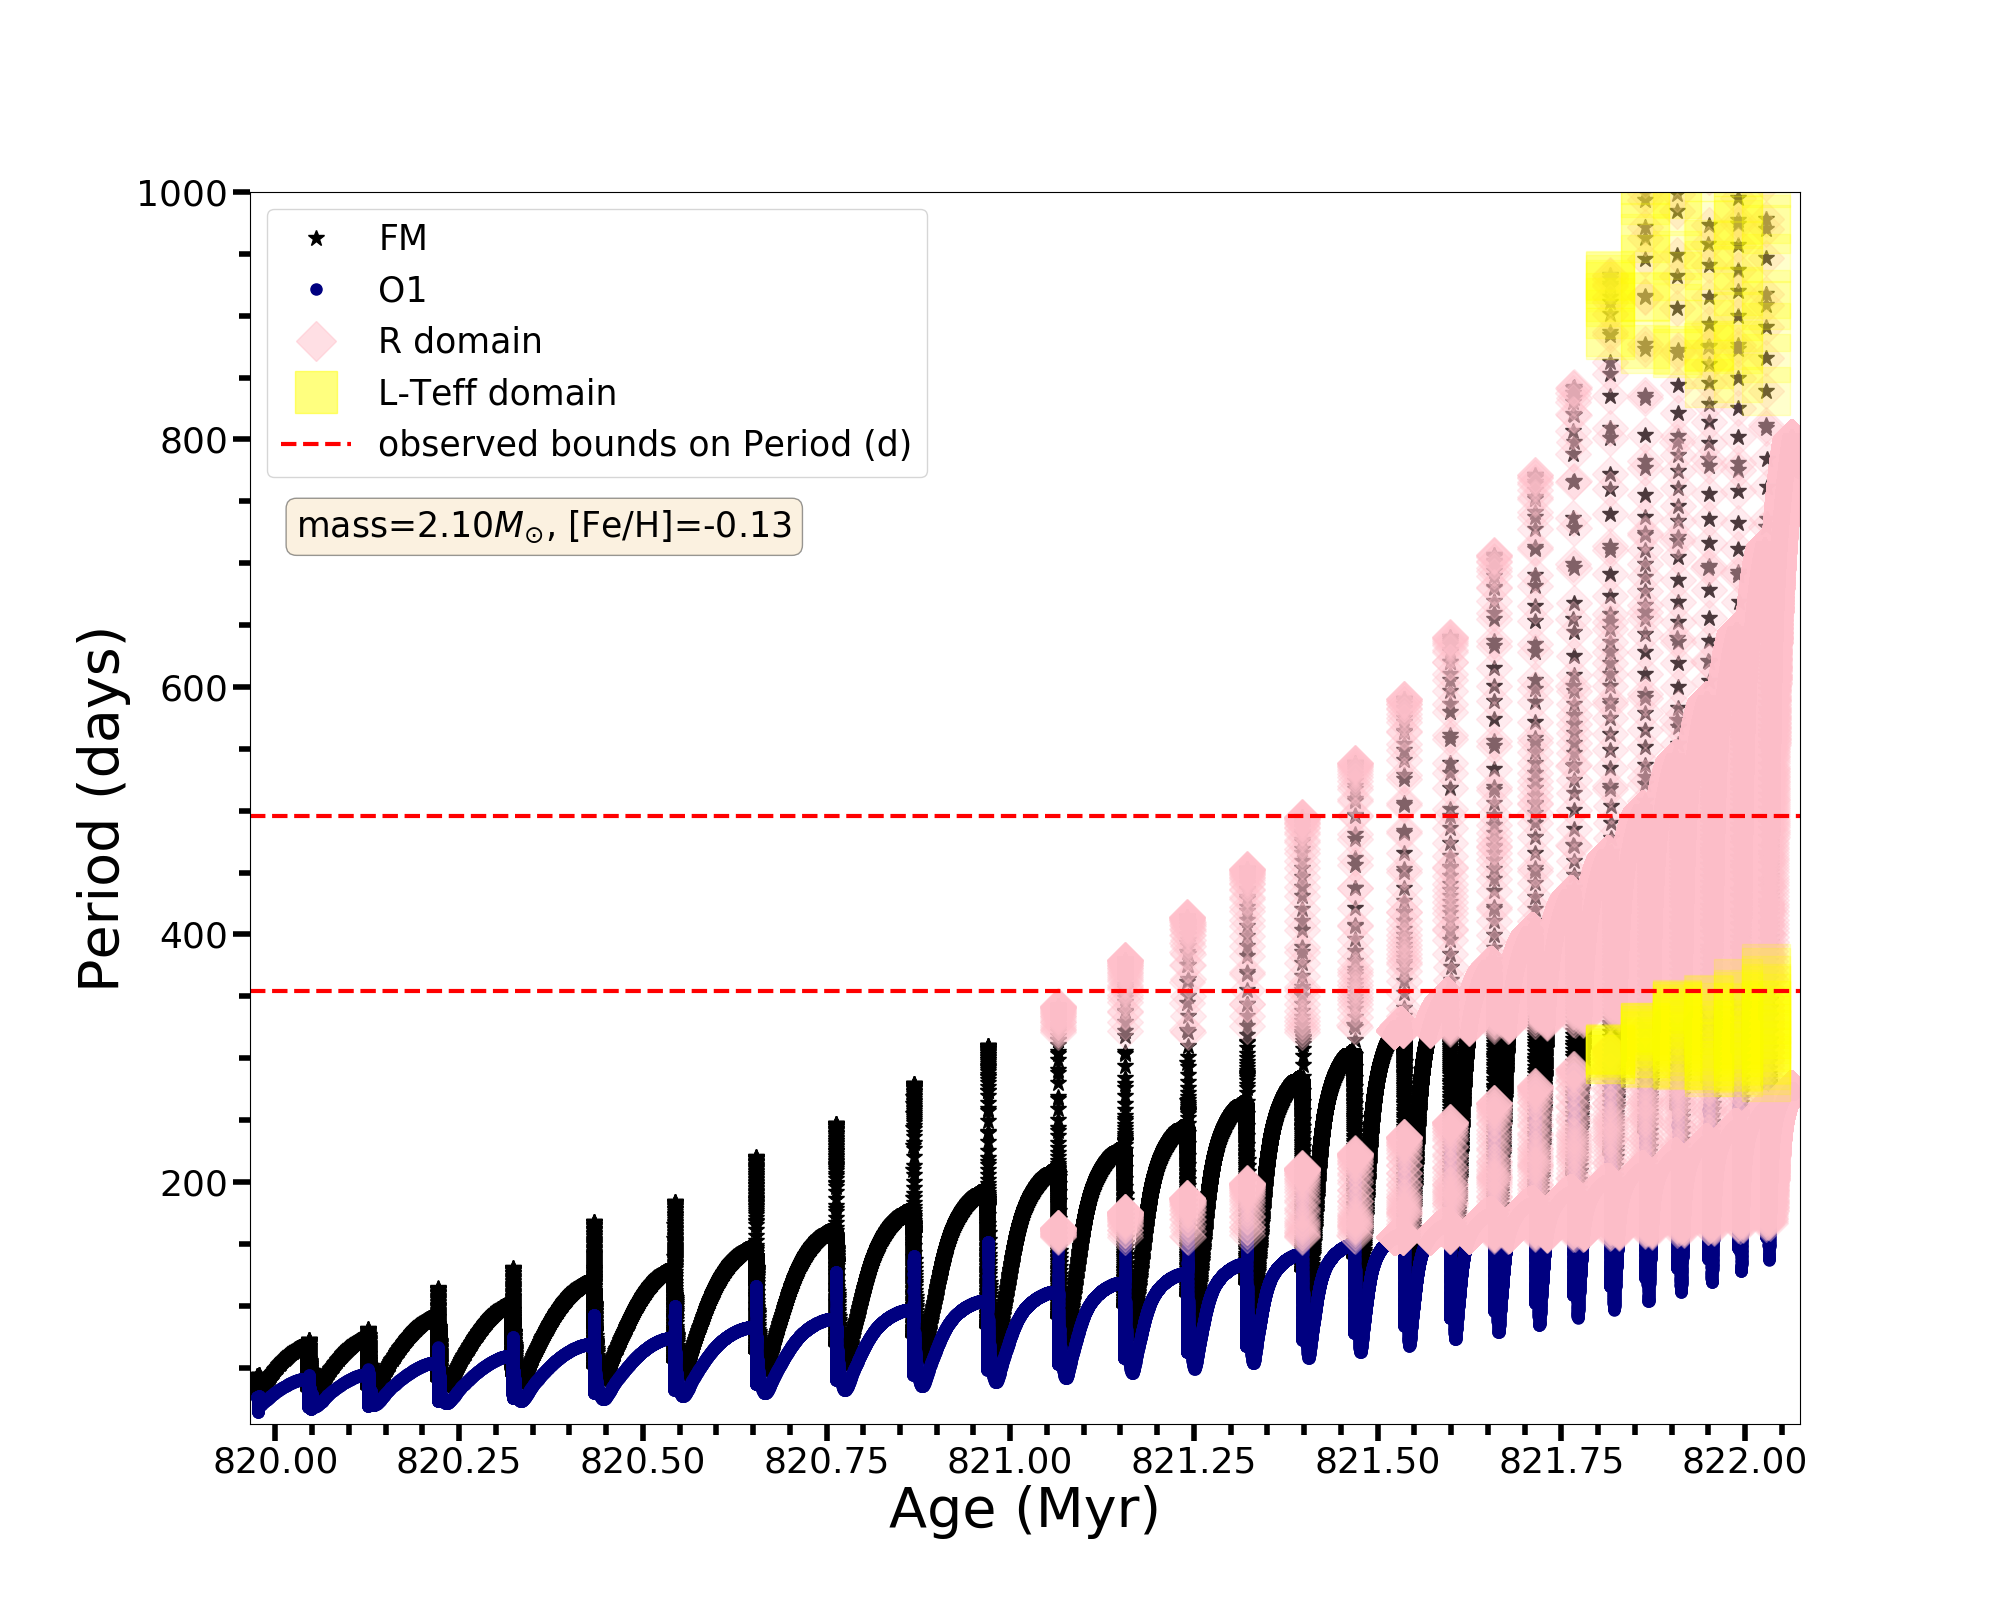 1000
800
600
400
200
Period (days)
FM
O1
R domain
L-Teff domain
observed bounds on Period (d)
mass=2.10M⊙, [Fe/H]=-0.13
820.00 820.25 820.50 820.75 821.00 821.25 821.50 821.75 822.00
Age (Myr)